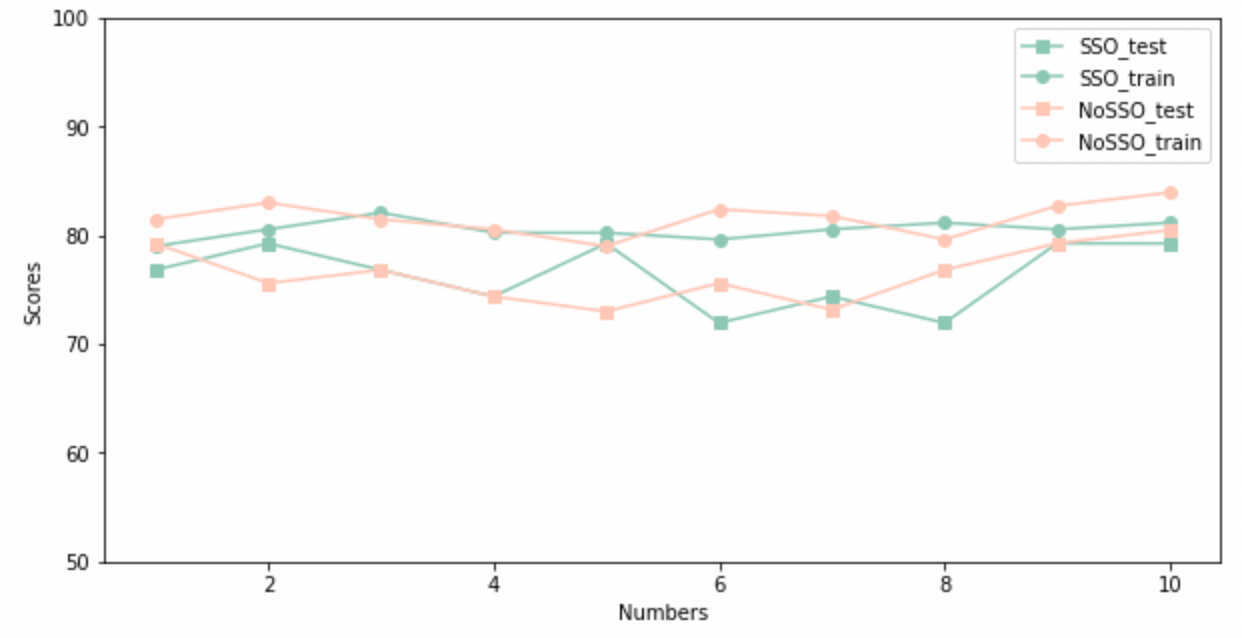 100
90
80
70
60
50
Scores
2 4 6 8 10
Numbers
SSO_test
SSO_train
NoSSO_test
NoSSO_train